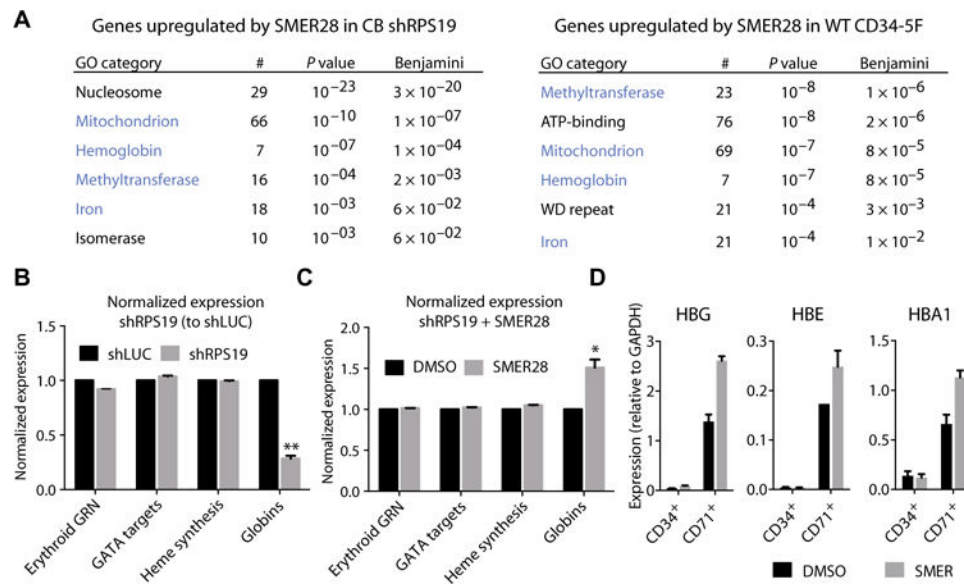 A
Genes upregulated by SMER28 in CB shRPS19
GO category # P value Benjamini
Nucleosome 29 10−23 3 × 10−20
Mitochondrion 66 10−10 1 × 10−07
Hemoglobin 7 10−07 1 × 10−04
Methyltransferase 16 10−04 2 × 10−03
Iron 18 10−03 6 × 10−02
Isomerase 10 10−03 6 × 10−02
Genes upregulated by SMER28 in WT CD34-5F
GO category # P value Benjamini
Methyltransferase 23 10−8 1 × 10−6
ATP-binding 76 10−8 2 × 10−6
Mitochondrion 69 10−7 8 × 10−5
Hemoglobin 7 10−7 8 × 10−5
WD repeat 21 10−4 3 × 10−3
Iron 21 10−4 1 × 10−2
B
Normalized expression
shRPS19 (to shLUC)
Normalized expression
1.5
1.0
0.5
0.0
shLUC shRPS19
**
Erythroid GRN
GATA targets
Heme synthesis
Globins
C
Normalized expression
shRPS19 + SMER28
Normalized expression
2.0
1.5
1.0
0.5
0.0
DMSO SMER28
*
Erythroid GRN
GATA targets
Heme synthesis
Globins
D
Expression (relative to GAPDH)
HBG
3
2
1
0
CD34+
CD71+
HBE
0.3
0.2
0.1
0.0
CD34+
CD71+
HBA1
1.5
1.0
0.5
0.0
CD34+
CD71+
DMSO SMER